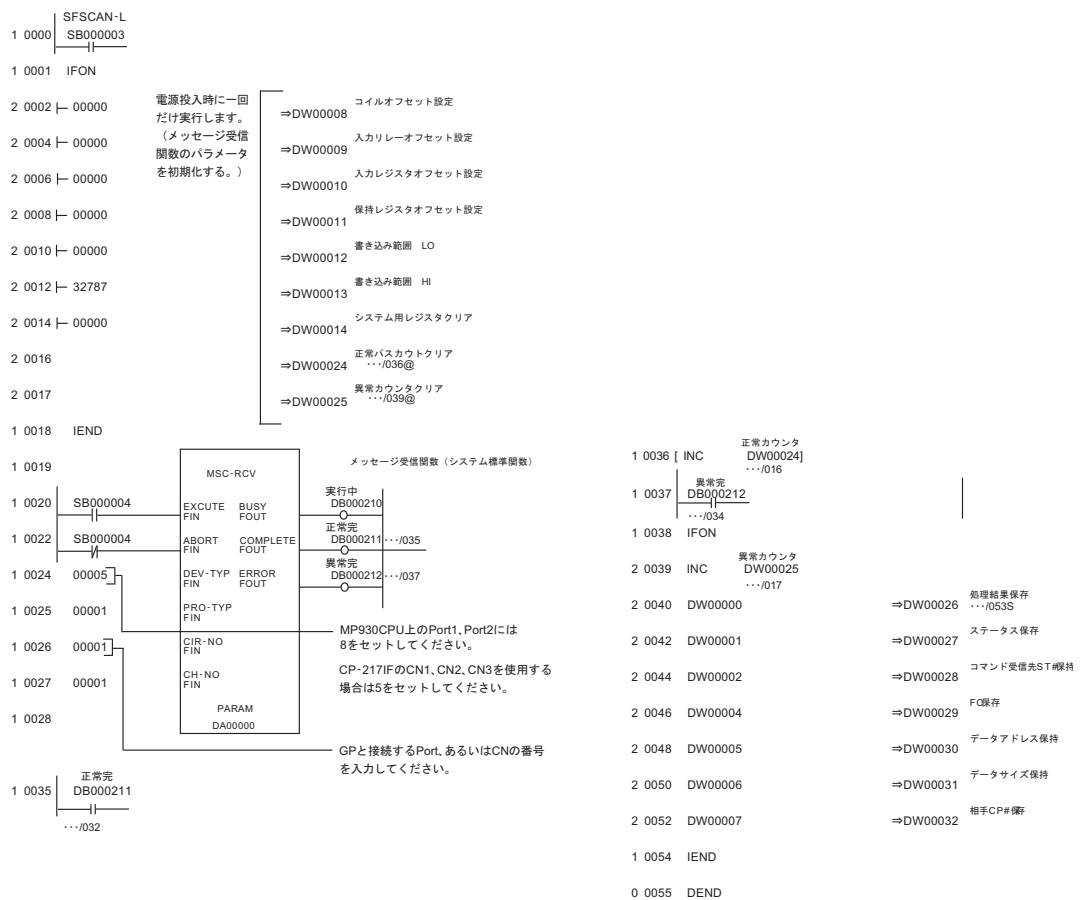 SFSCAN-L
1 0000 SB000003
1 0001 IFON
2 0002 00000 ⇒DW00008 コイルオフセット設定
2 0004 00000 ⇒DW00009 入力リレーオフセット設定
2 0006 00000 ⇒DW00010 入力レジスタオフセット設定
2 0008 00000 ⇒DW00011 保持レジスタオフセット設定
2 0010 00000 ⇒DW00012 書き込み範囲 LO
2 0012 32787 ⇒DW00013 書き込み範囲 HI
2 0014 00000 ⇒DW00014 システム用レジスタクリア
2 0016 ⇒DW00024 正常パスカウトクリア
・・・/036@
2 0017 ⇒DW00025 異常カウンタクリア
・・・/039@
電源投入時に一回
だけ実行します。
（メッセージ受信
関数のパラメータ
を初期化する。）
1 0018 IEND
1 0019 MSC-RCV メッセージ受信関数（システム標準関数）
実行中
1 0020 SB000004 EXCUTE BUSY DB000210
FIN FOUT
正常完
1 0022 SB000004 ABORT COMPLETE DB000211・・・/035
FIN FOUT
異常完
1 0024 00005 DEV-TYP ERROR DB000212・・・/037
FIN FOUT
1 0025 00001 PRO-TYP
FIN
1 0026 00001 CIR-NO
FIN
1 0027 00001 CH-NO
FIN
1 0028 PARAM
DA00000
MP930CPU上のPort1、Port2には
8をセットしてください。
CP-217IFのCN1、CN2、CN3を使用する
場合は5をセットしてください。
GPと接続するPort、あるいはCNの番号
を入力してください。
正常完
1 0035 DB000211
・・・/032
正常カウンタ
1 0036 [ INC DW00024]
・・・/016
異常完
1 0037 DB000212
・・・/034
1 0038 IFON
異常カウンタ
2 0039 INC DW00025
・・・/017
2 0040 DW00000 ⇒DW00026 処理結果保存
・・・/053S
2 0042 DW00001 ⇒DW00027 ステータス保存
2 0044 DW00002 ⇒DW00028 コマンド受信先ST#保持
2 0046 DW00004 ⇒DW00029 FC保存
2 0048 DW00005 ⇒DW00030 データアドレス保持
2 0050 DW00006 ⇒DW00031 データサイズ保持
2 0052 DW00007 ⇒DW00032 相手CP#保存
1 0054 IEND
0 0055 DEND